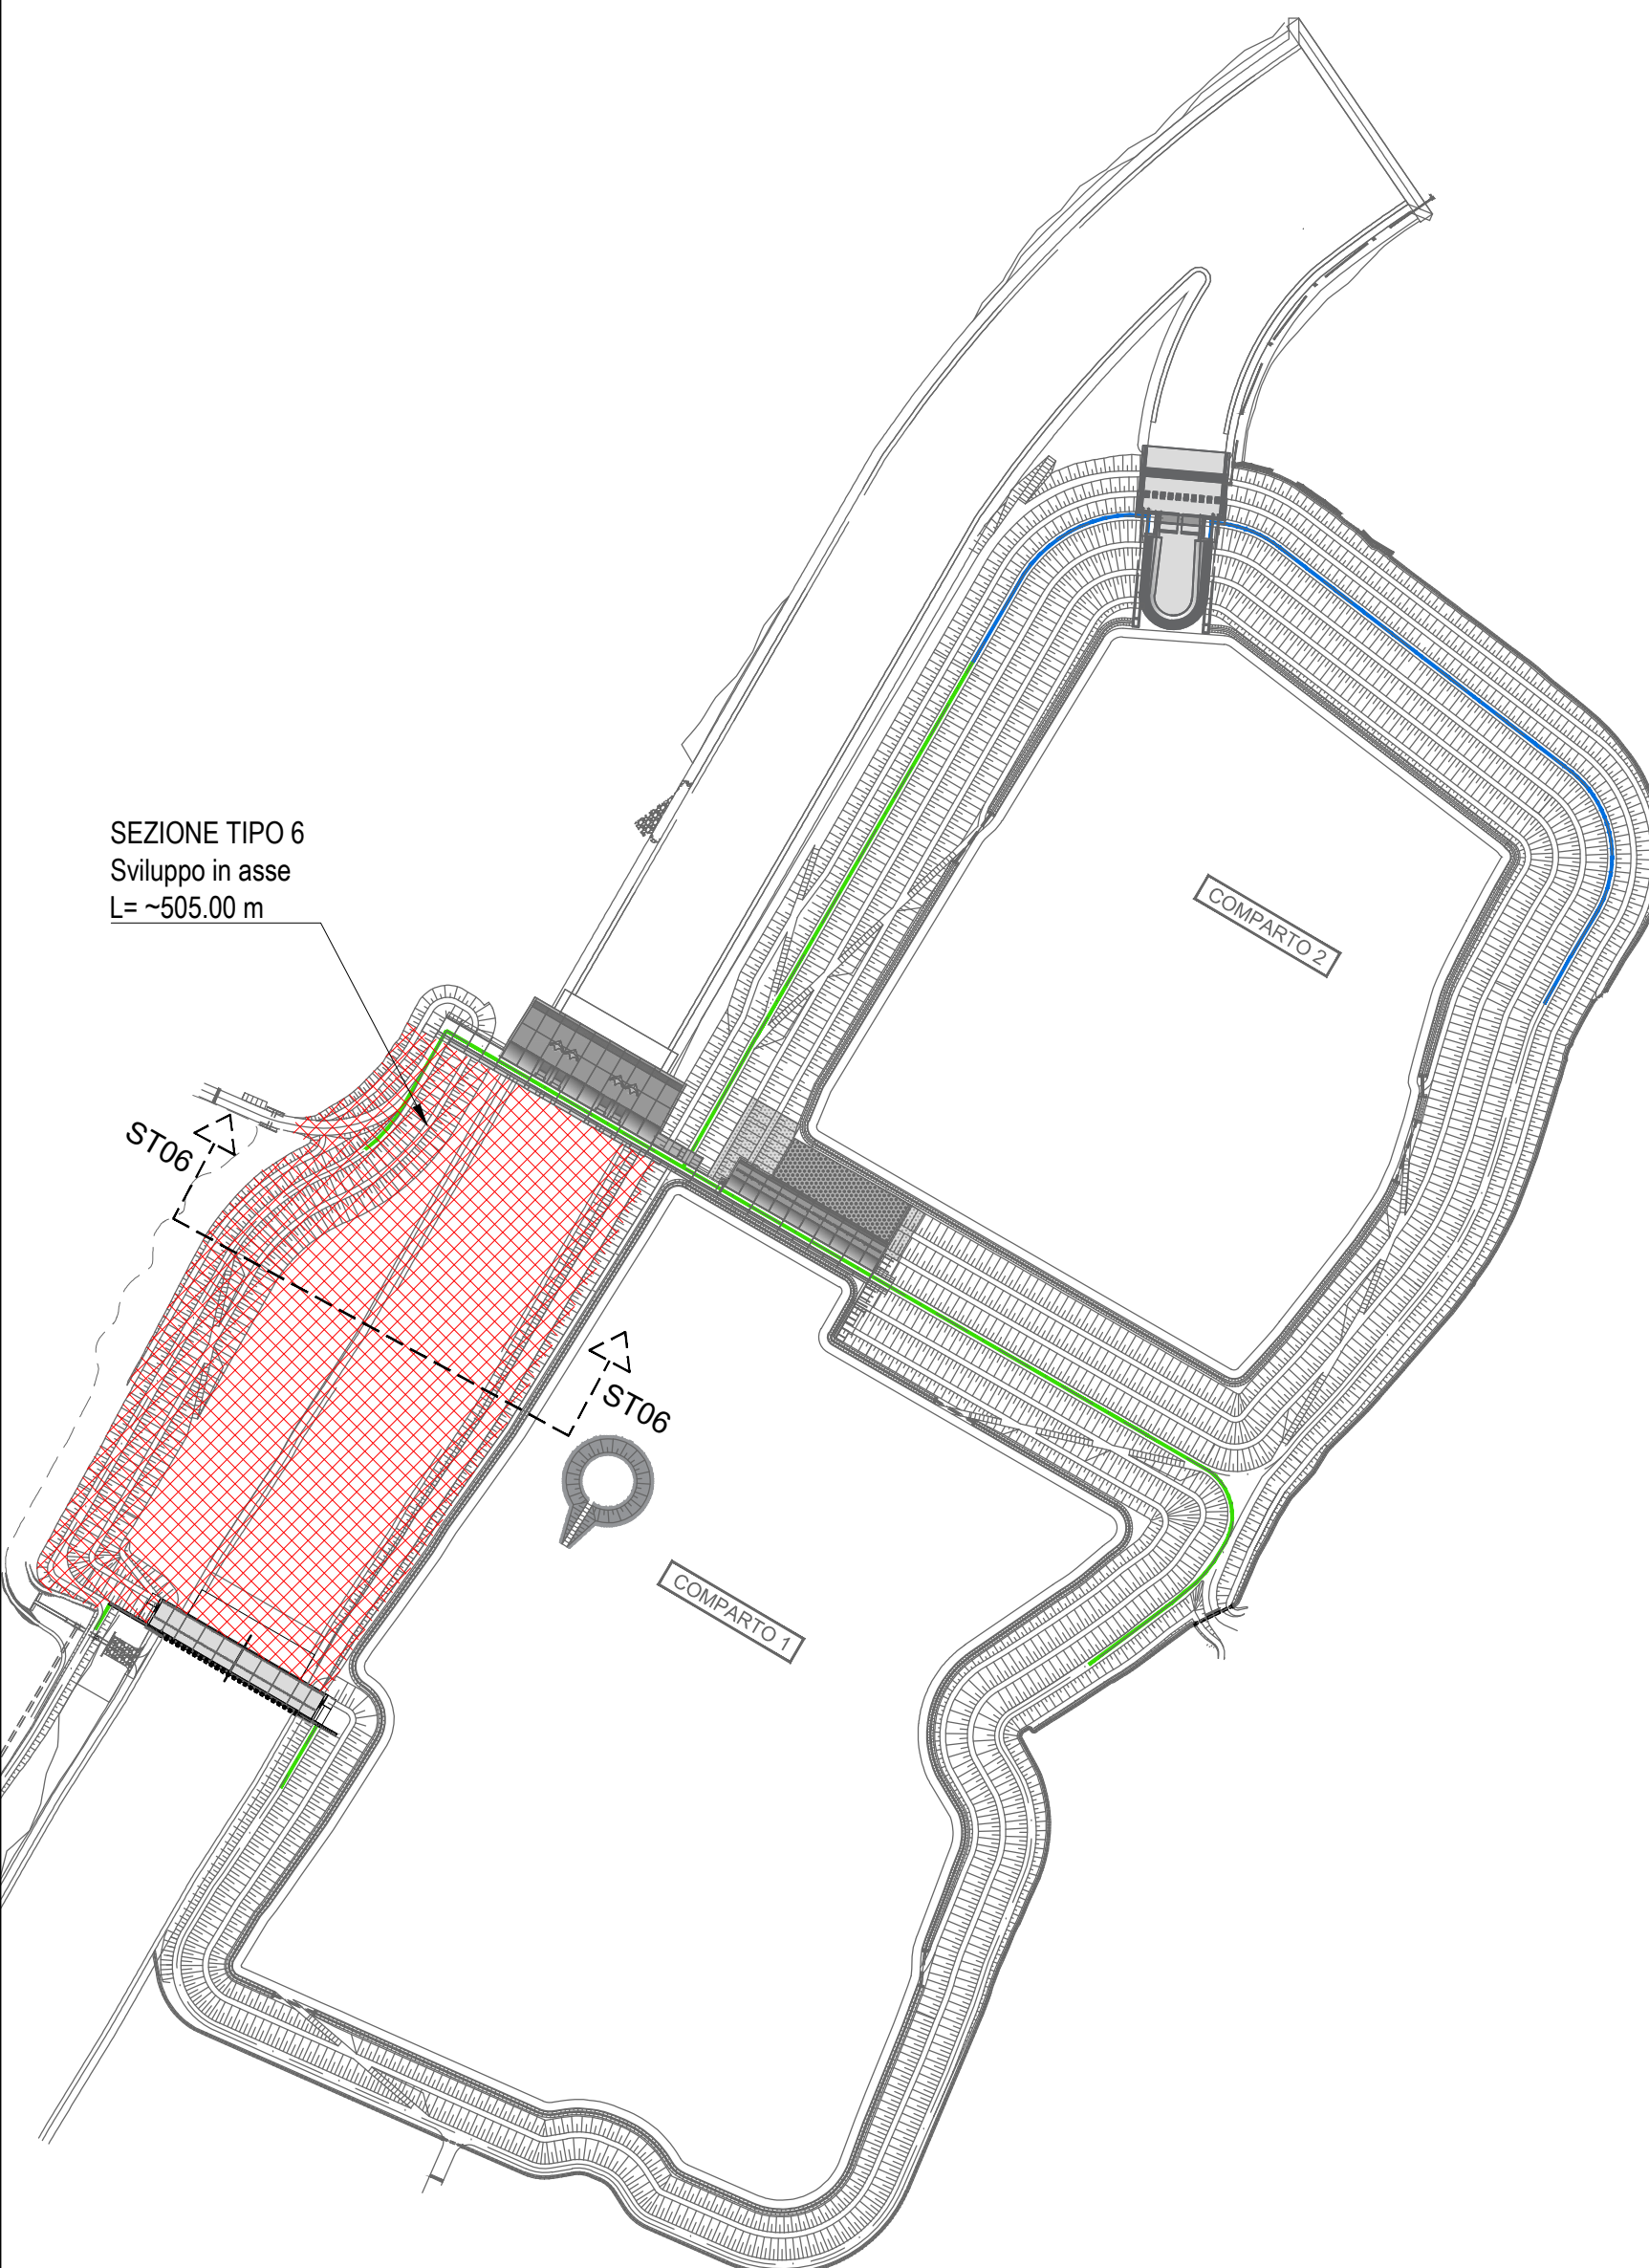 SEZIONE TIPO 6
Sviluppo in asse
L= ~505.00 m
COMPARTO 2
ST06
ST06
COMPARTO 1